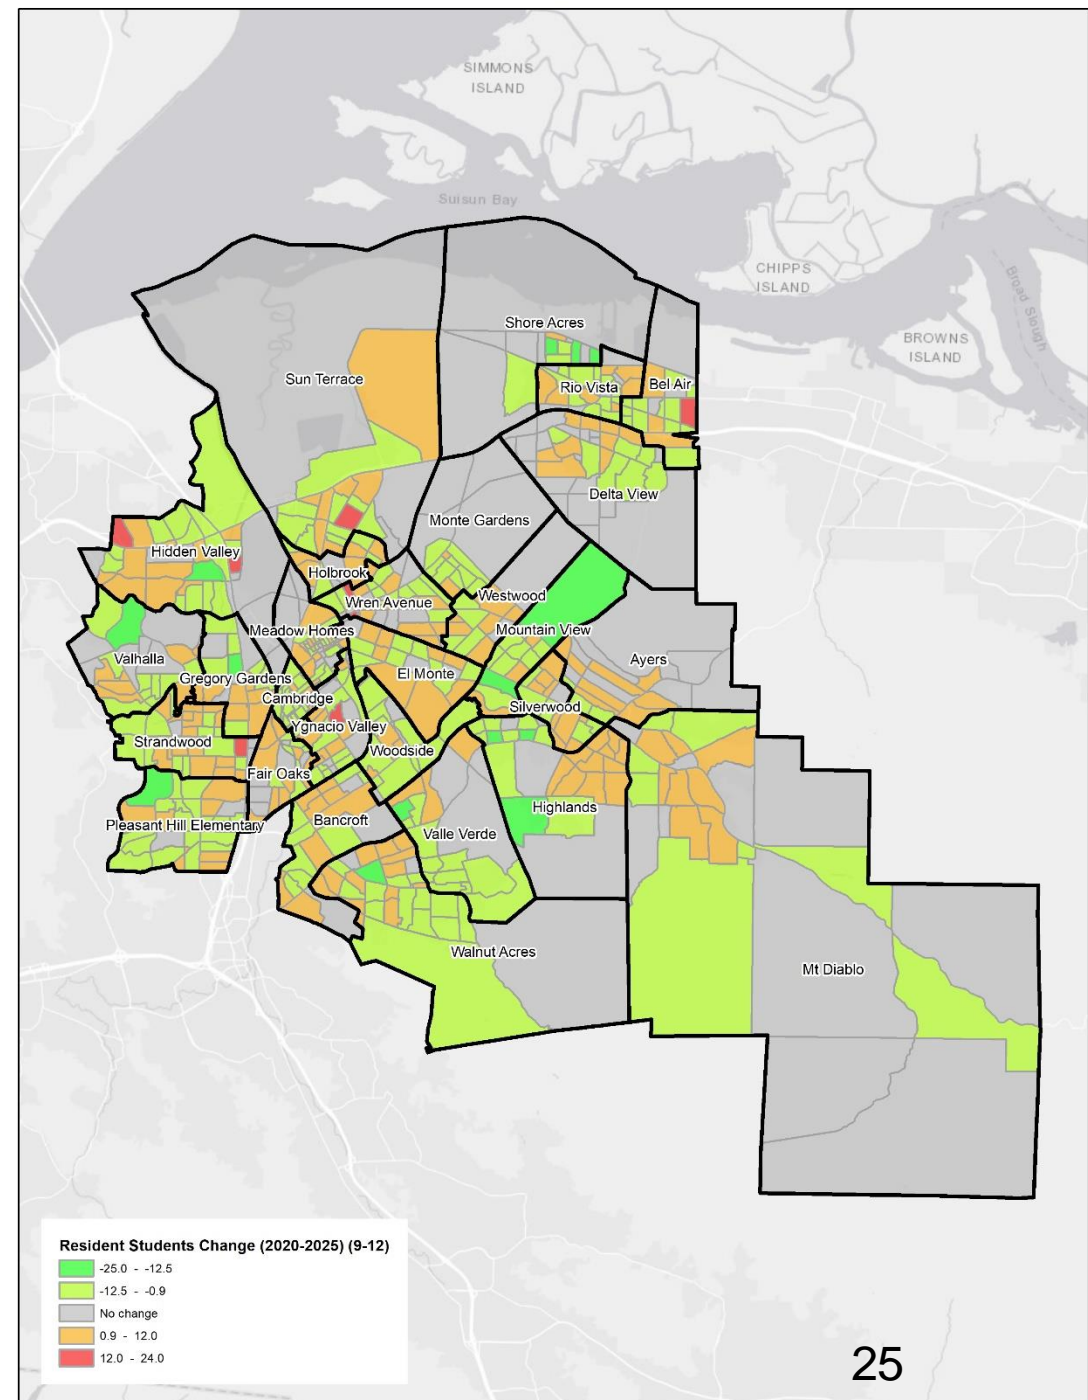 SIMMONS
ISLAND
Suisun Bay
CHIPPS
ISLAND
Broad Slough
BROWNS
ISLAND
Shore Acres
Sun Terrace
Rio Vista
Bel Air
Delta View
Monte Gardens
Hidden Valley
Holbrook
Westwood
Wren Avenue
Meadow Homes
Mountain View
Valhalla
Ayers
El Monte
Gregory Gardens
Cambridge
Silverwood
Ygnacio Valley
Strandwood
Woodside
Fair Oaks
Highlands
Pleasant Hill Elementary
Bancroft
Valle Verde
Walnut Acres
Mt Diablo
Resident Students Change (2020-2025) (9-12)
-25.0 - -12.5
-12.5 - -0.9
No change
0.9 - 12.0
12.0 - 24.0
25